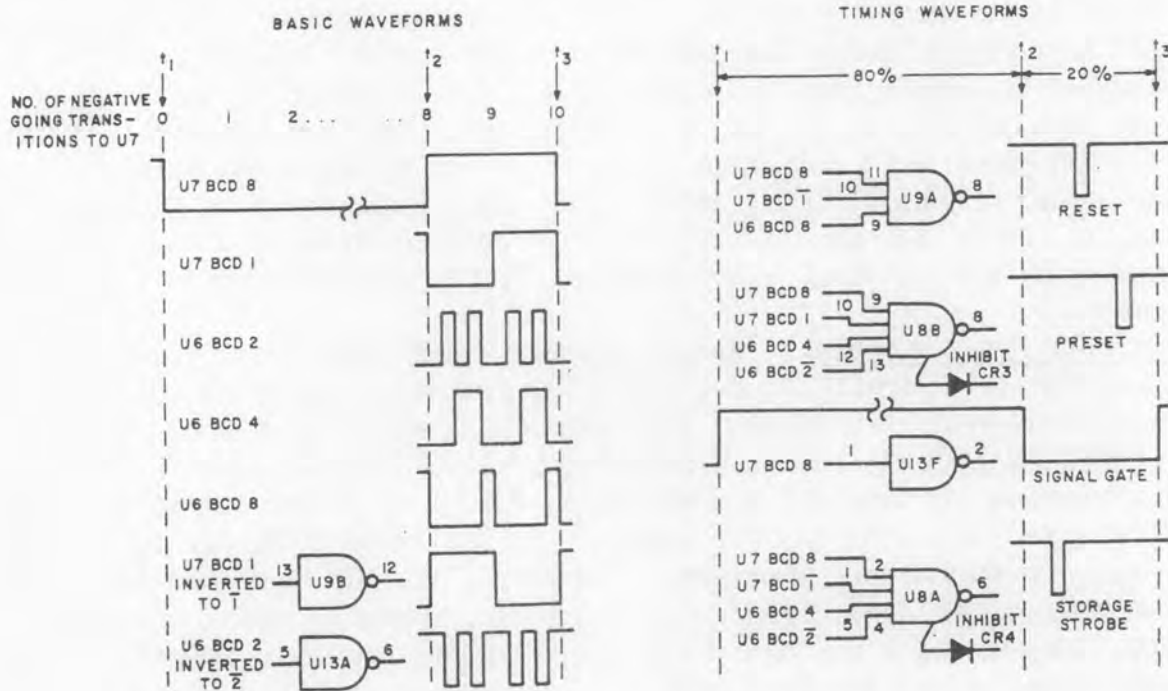 BASIC WAVEFORMS
t1
t2
t3
NO. OF NEGATIVE
GOING TRANS-
ITIONS TO U7
0 1 2 . . . . . 8 9 10
U7 BCD 8
U7 BCD 1
U6 BCD 2
U6 BCD 4
U6 BCD 8
U7 BCD 1
INVERTED
TO 1̅
13
U9B
12
U6 BCD 2
INVERTED
TO 2̅
5
U13A
6
TIMING WAVEFORMS
t1
t2
t3
80%
20%
U7 BCD 8
U7 BCD 1̅
U6 BCD 8
11
10
9
U9A
8
RESET
U7 BCD 8
U7 BCD 1
U6 BCD 4
U6 BCD 2̅
9
10
12
13
U8B
8
INHIBIT
CR3
PRESET
U7 BCD 8
1
U13F
2
SIGNAL GATE
U7 BCD 8
U7 BCD 1̅
U6 BCD 4
U6 BCD 2̅
2
1
5
4
U8A
6
INHIBIT
CR4
STORAGE
STROBE